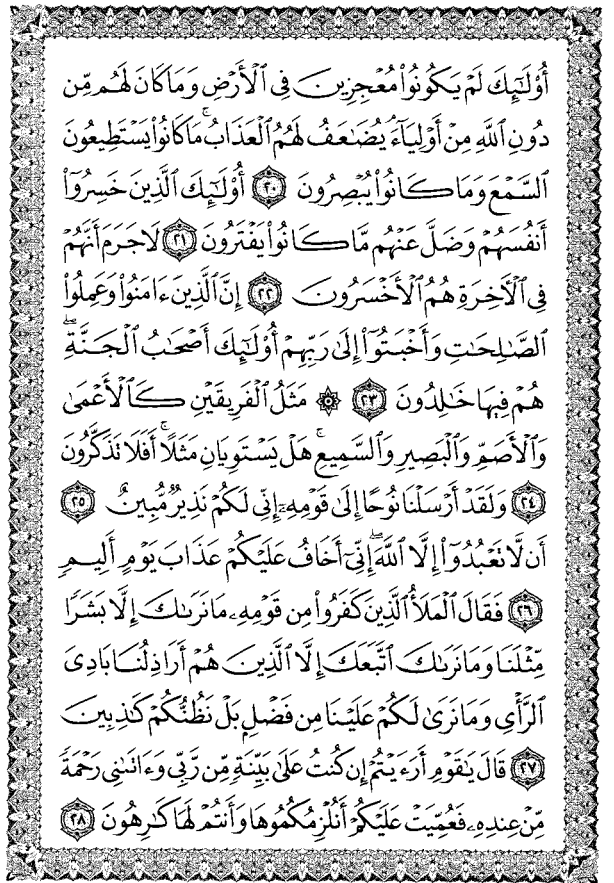 أُوْلَٰٓئِكَ لَمْ يَكُونُوا۟ مُعْجِزِينَ فِى ٱلْأَرْضِ وَمَا كَانَ لَهُم مِّن
دُونِ ٱللَّهِ مِنْ أَوْلِيَآءَ يُضَٰعَفُ لَهُمُ ٱلْعَذَابُ ۚ مَا كَانُوا۟ يَسْتَطِيعُونَ
ٱلسَّمْعَ وَمَا كَانُوا۟ يُبْصِرُونَ ٢٠ أُوْلَٰٓئِكَ ٱلَّذِينَ خَسِرُوٓا۟
أَنفُسَهُمْ وَضَلَّ عَنْهُم مَّا كَانُوا۟ يَفْتَرُونَ ٢١ لَا جَرَمَ أَنَّهُمْ
فِى ٱلْءَاخِرَةِ هُمُ ٱلْأَخْسَرُونَ ٢٢ إِنَّ ٱلَّذِينَ ءَامَنُوا۟ وَعَمِلُوا۟
ٱلصَّٰلِحَٰتِ وَأَخْبَتُوٓا۟ إِلَىٰ رَبِّهِمْ أُوْلَٰٓئِكَ أَصْحَٰبُ ٱلْجَنَّةِ ۖ
هُمْ فِيهَا خَٰلِدُونَ ٢٣ ۞ مَثَلُ ٱلْفَرِيقَيْنِ كَٱلْأَعْمَىٰ
وَٱلْأَصَمِّ وَٱلْبَصِيرِ وَٱلسَّمِيعِ ۚ هَلْ يَسْتَوِيَانِ مَثَلًا ۚ أَفَلَا تَذَكَّرُونَ
٢٤ وَلَقَدْ أَرْسَلْنَا نُوحًا إِلَىٰ قَوْمِهِۦٓ إِنِّى لَكُمْ نَذِيرٌ مُّبِينٌ ٢٥
أَن لَّا تَعْبُدُوٓا۟ إِلَّا ٱللَّهَ ۖ إِنِّىٓ أَخَافُ عَلَيْكُمْ عَذَابَ يَوْمٍ أَلِيمٍ
٢٦ فَقَالَ ٱلْمَلَأُ ٱلَّذِينَ كَفَرُوا۟ مِن قَوْمِهِۦ مَا نَرَىٰكَ إِلَّا بَشَرًا
مِّثْلَنَا وَمَا نَرَىٰكَ ٱتَّبَعَكَ إِلَّا ٱلَّذِينَ هُمْ أَرَاذِلُنَا بَادِىَ
ٱلرَّأْىِ وَمَا نَرَىٰ لَكُمْ عَلَيْنَا مِن فَضْلٍۭ بَلْ نَظُنُّكُمْ كَٰذِبِينَ
٢٧ قَالَ يَٰقَوْمِ أَرَءَيْتُمْ إِن كُنتُ عَلَىٰ بَيِّنَةٍ مِّن رَّبِّى وَءَاتَىٰنِى رَحْمَةً
مِّنْ عِندِهِۦ فَعُمِّيَتْ عَلَيْكُمْ أَنُلْزِمُكُمُوهَا وَأَنتُمْ لَهَا كَٰرِهُونَ ٢٨